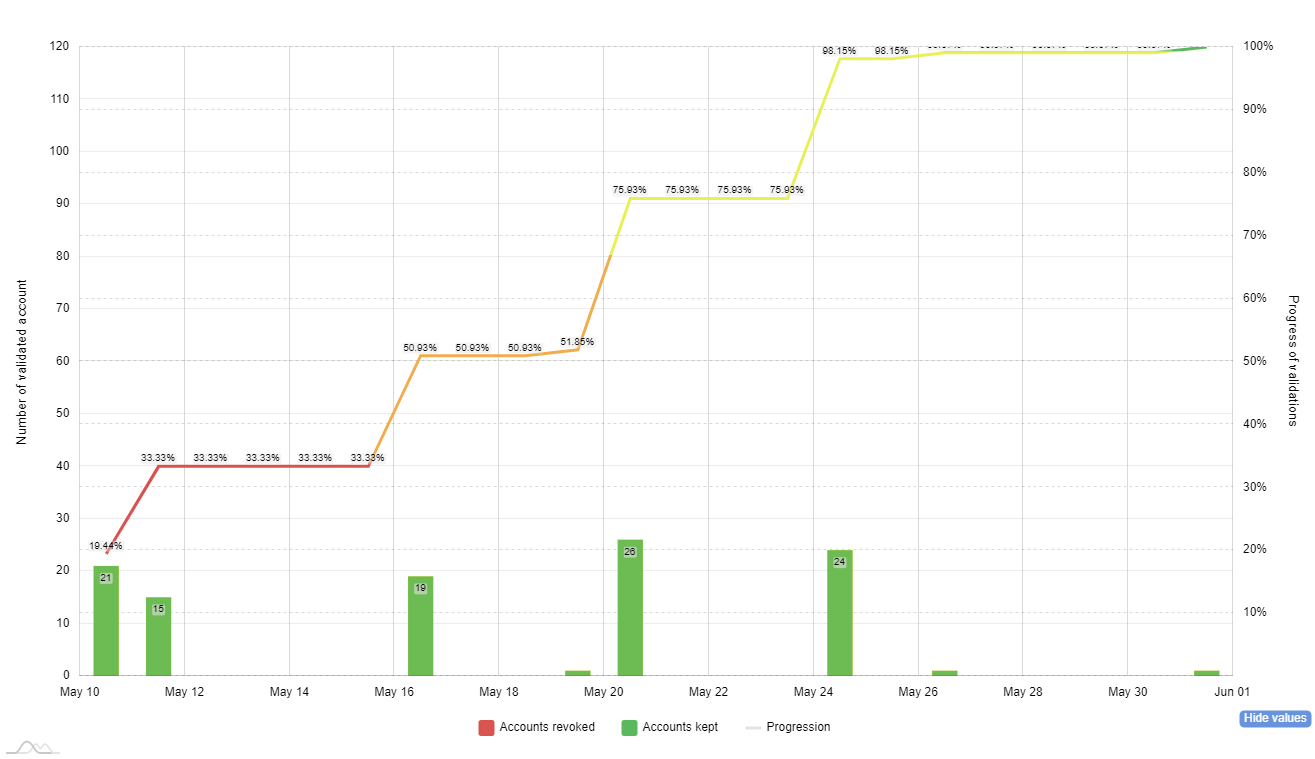 120
110
100
90
80
70
60
50
40
30
20
10
0
Number of validated account
100%
90%
80%
70%
60%
50%
40%
30%
20%
10%
Progress of validations
19.44%
33.33%
33.33%
33.33%
33.33%
33.33%
50.93%
50.93%
50.93%
51.85%
75.93%
75.93%
75.93%
75.93%
98.15%
98.15%
21
15
19
26
24
May 10
May 12
May 14
May 16
May 18
May 20
May 22
May 24
May 26
May 28
May 30
Jun 01
Accounts revoked
Accounts kept
Progression
Hide values